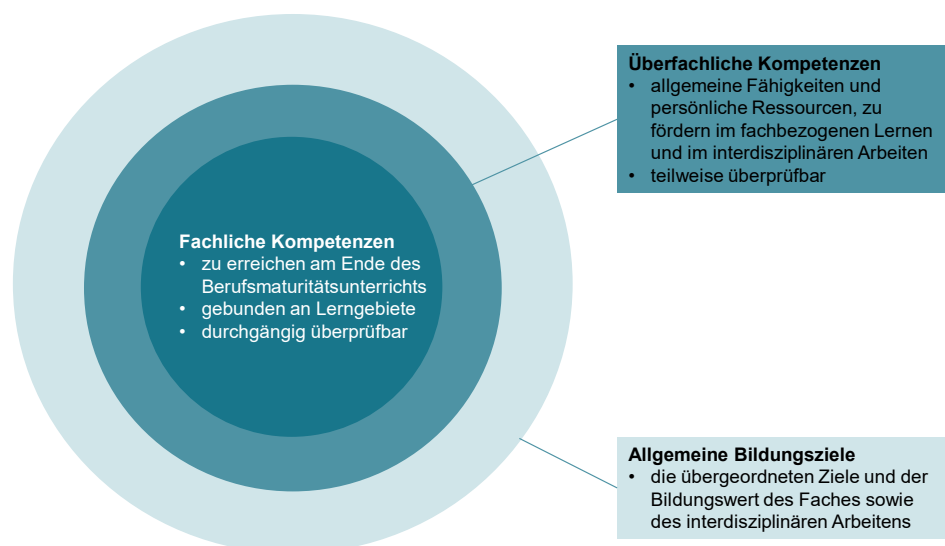 Überfachliche Kompetenzen
• allgemeine Fähigkeiten und
persönliche Ressourcen, zu
fördern im fachbezogenen Lernen
und im interdisziplinären Arbeiten
• teilweise überprüfbar
Fachliche Kompetenzen
• zu erreichen am Ende des
Berufsmaturitätsunterrichts
• gebunden an Lerngebiete
• durchgängig überprüfbar
Allgemeine Bildungsziele
• die übergeordneten Ziele und der
Bildungswert des Faches sowie
des interdisziplinären Arbeitens